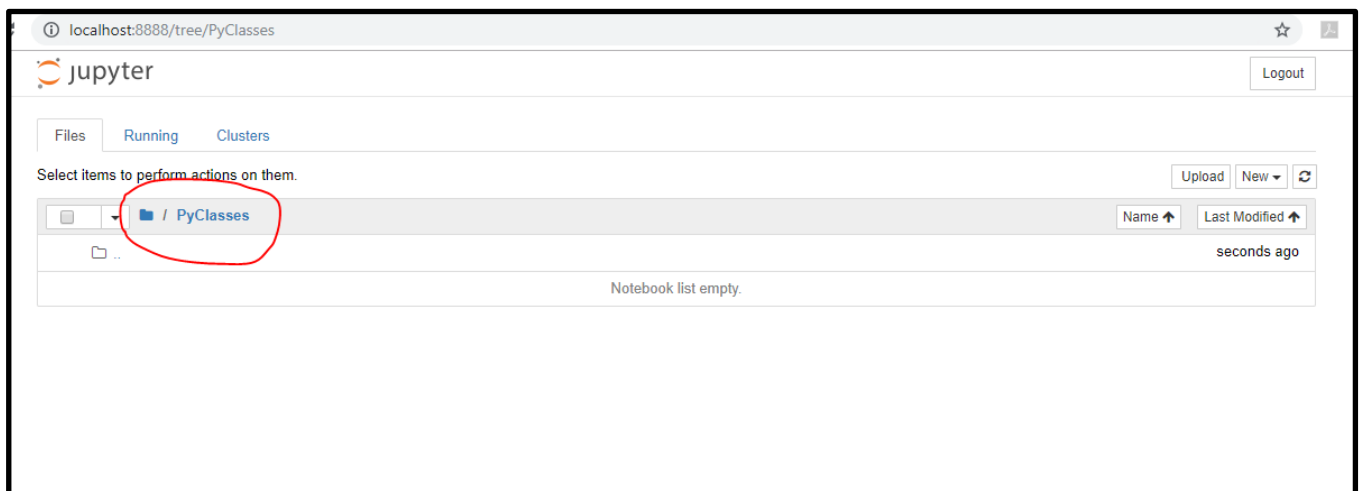 localhost:8888/tree/PyClasses
jupyter
Logout
Files Running Clusters
Select items to perform actions on them.
Upload New
/ PyClasses
Name Last Modified
.. seconds ago
Notebook list empty.